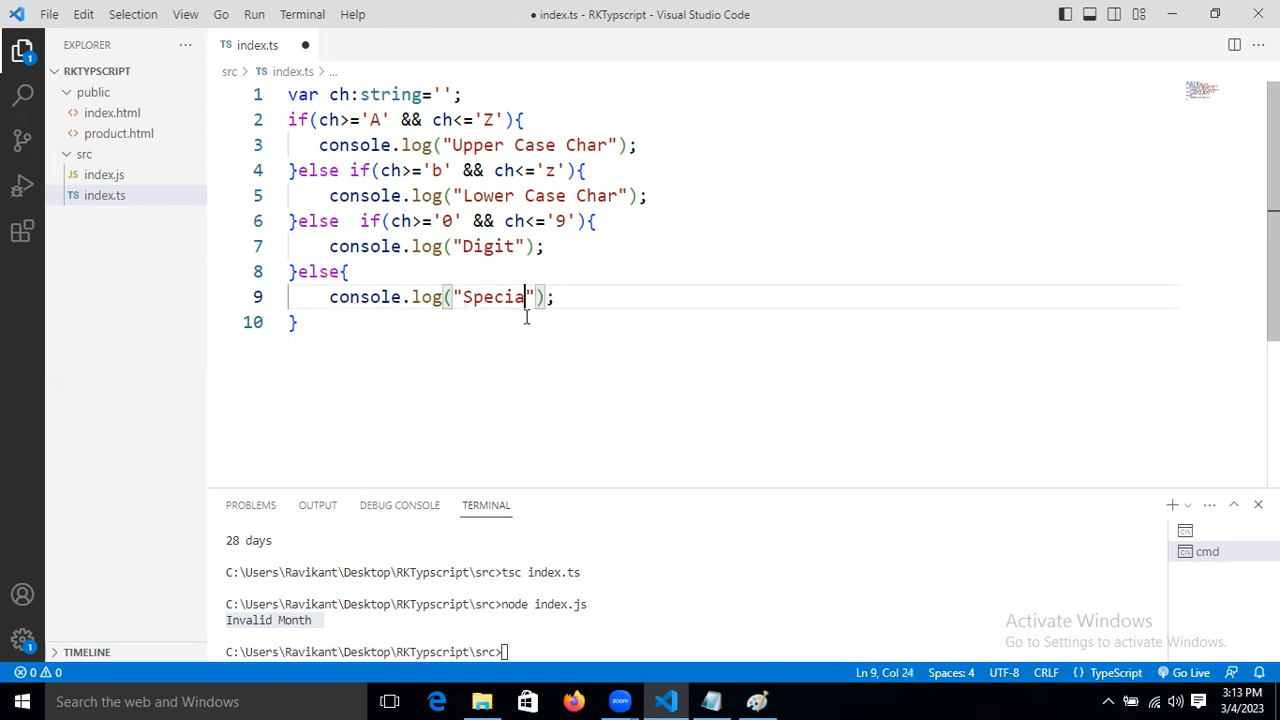 File Edit Selection View Go Run Terminal Help
● index.ts - RKTypscript - Visual Studio Code
EXPLORER
RKTYPSCRIPT
public
index.html
product.html
src
index.js
index.ts
TIMELINE
TS index.ts
src > TS index.ts > ...
1 var ch:string='';
2 if(ch>='A' && ch<='Z'){
3 console.log("Upper Case Char");
4 }else if(ch>='b' && ch<='z'){
5 console.log("Lower Case Char");
6 }else  if(ch>='0' && ch<='9'){
7 console.log("Digit");
8 }else{
9 console.log("Specia");
10 }
PROBLEMS OUTPUT DEBUG CONSOLE TERMINAL
28 days
C:\Users\Ravikant\Desktop\RKTypscript\src>tsc index.ts
C:\Users\Ravikant\Desktop\RKTypscript\src>node index.js
Invalid Month
C:\Users\Ravikant\Desktop\RKTypscript\src>
cmd
Activate Windows
Go to Settings to activate Windows.
0 0 Ln 9, Col 24 Spaces: 4 UTF-8 CRLF {} TypeScript Go Live
Search the web and Windows
zoom
3:13 PM
3/4/2023